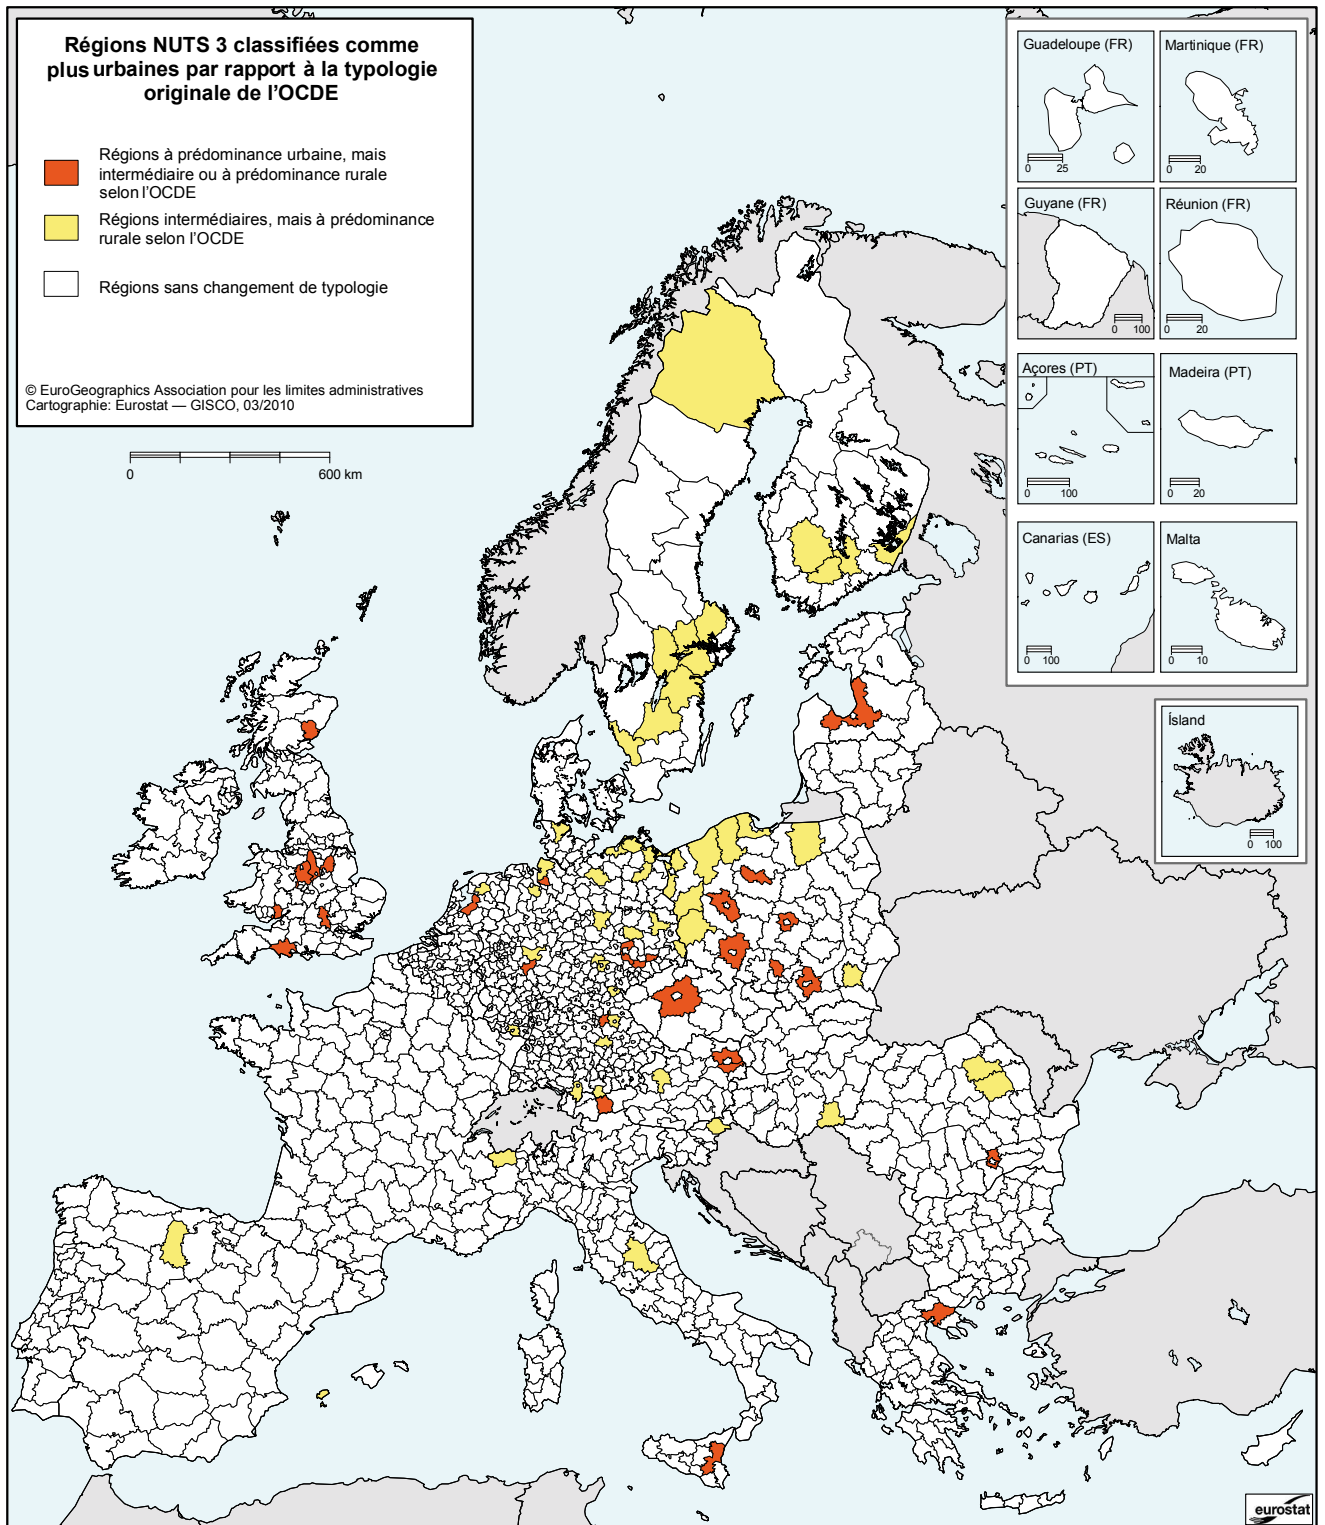 Régions NUTS 3 classifiées comme
plus urbaines par rapport à la typologie
originale de l'OCDE
Régions à prédominance urbaine, mais
intermédiaire ou à prédominance rurale
selon l'OCDE
Régions intermédiaires, mais à prédominance
rurale selon l'OCDE
Régions sans changement de typologie
© EuroGeographics Association pour les limites administratives
Cartographie: Eurostat — GISCO, 03/2010
0 600 km
Guadeloupe (FR)
0 25
Martinique (FR)
0 20
Guyane (FR)
0 100
Réunion (FR)
0 20
Açores (PT)
0 100
Madeira (PT)
0 20
Canarias (ES)
0 100
Malta
0 10
Ísland
0 100
eurostat